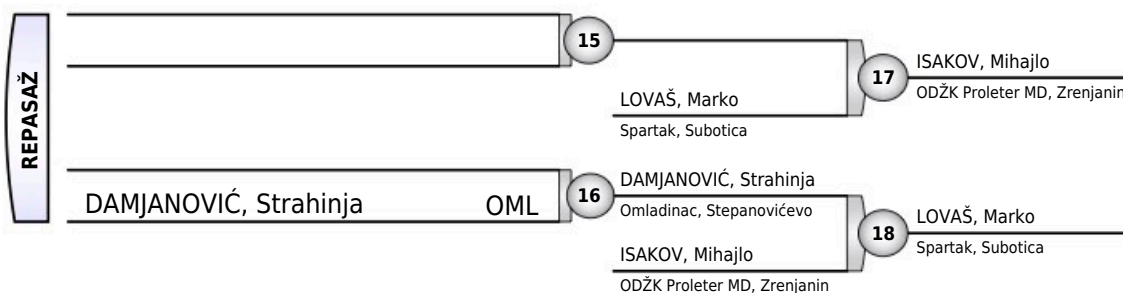 REPASAŽ
15
LOVAŠ, Marko
Spartak, Subotica
17
ISAKOV, Mihajlo
ODŽK Proleter MD, Zrenjanin
DAMJANOVIĆ, Strahinja OML
16
DAMJANOVIĆ, Strahinja
Omladinac, Stepanovićevo
ISAKOV, Mihajlo
ODŽK Proleter MD, Zrenjanin
18
LOVAŠ, Marko
Spartak, Subotica